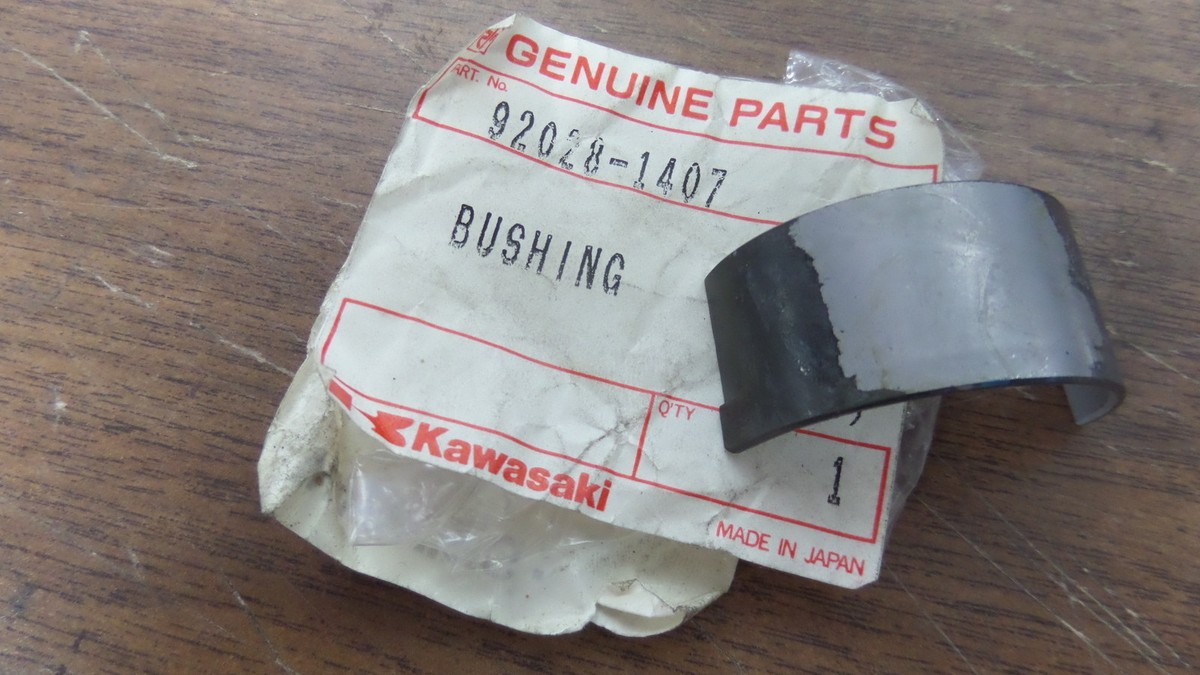 GENUINE PARTS
ART. No.
92028-1407
BUSHING
Q'TY
1
Kawasaki
MADE IN JAPAN